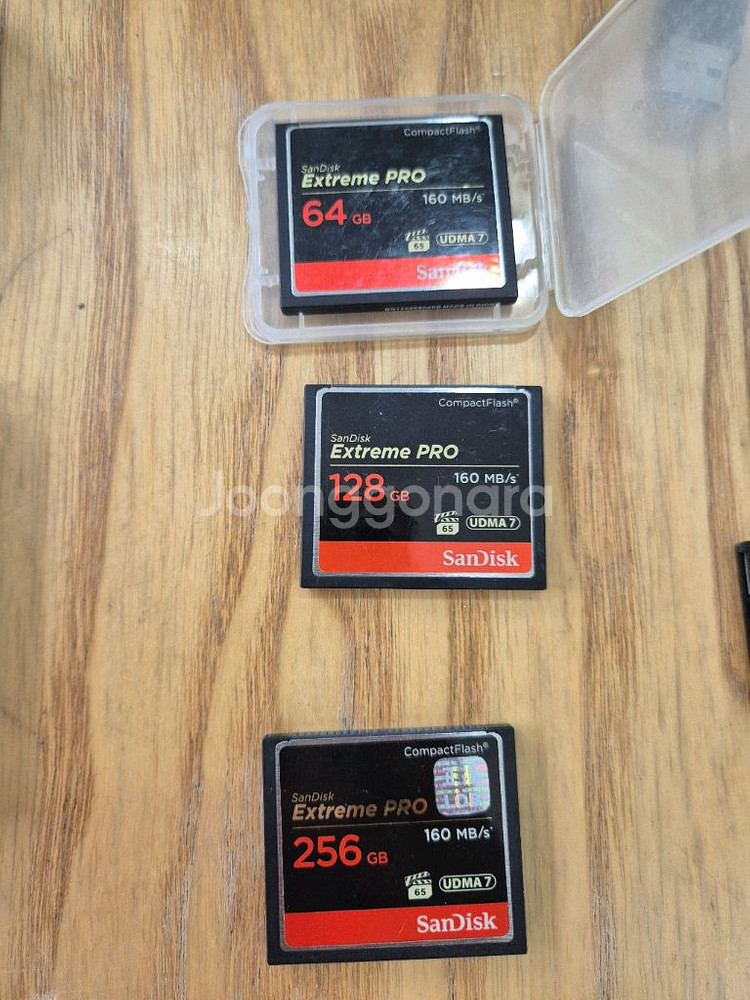 CompactFlash®
SanDisk
Extreme PRO
160 MB/s
64 GB
65 UDMA 7
SanDisk
CompactFlash®
SanDisk
Extreme PRO
160 MB/s
128 GB
Joonggonara
65 UDMA 7
SanDisk
CompactFlash®
SanDisk
Extreme PRO
160 MB/s
256 GB
65 UDMA 7
SanDisk